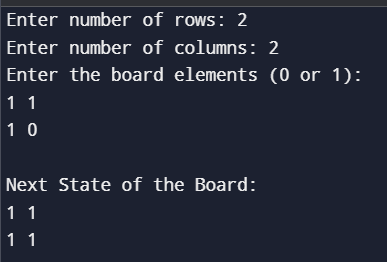 Enter number of rows: 2
Enter number of columns: 2
Enter the board elements (0 or 1):
1 1
1 0

Next State of the Board:
1 1
1 1